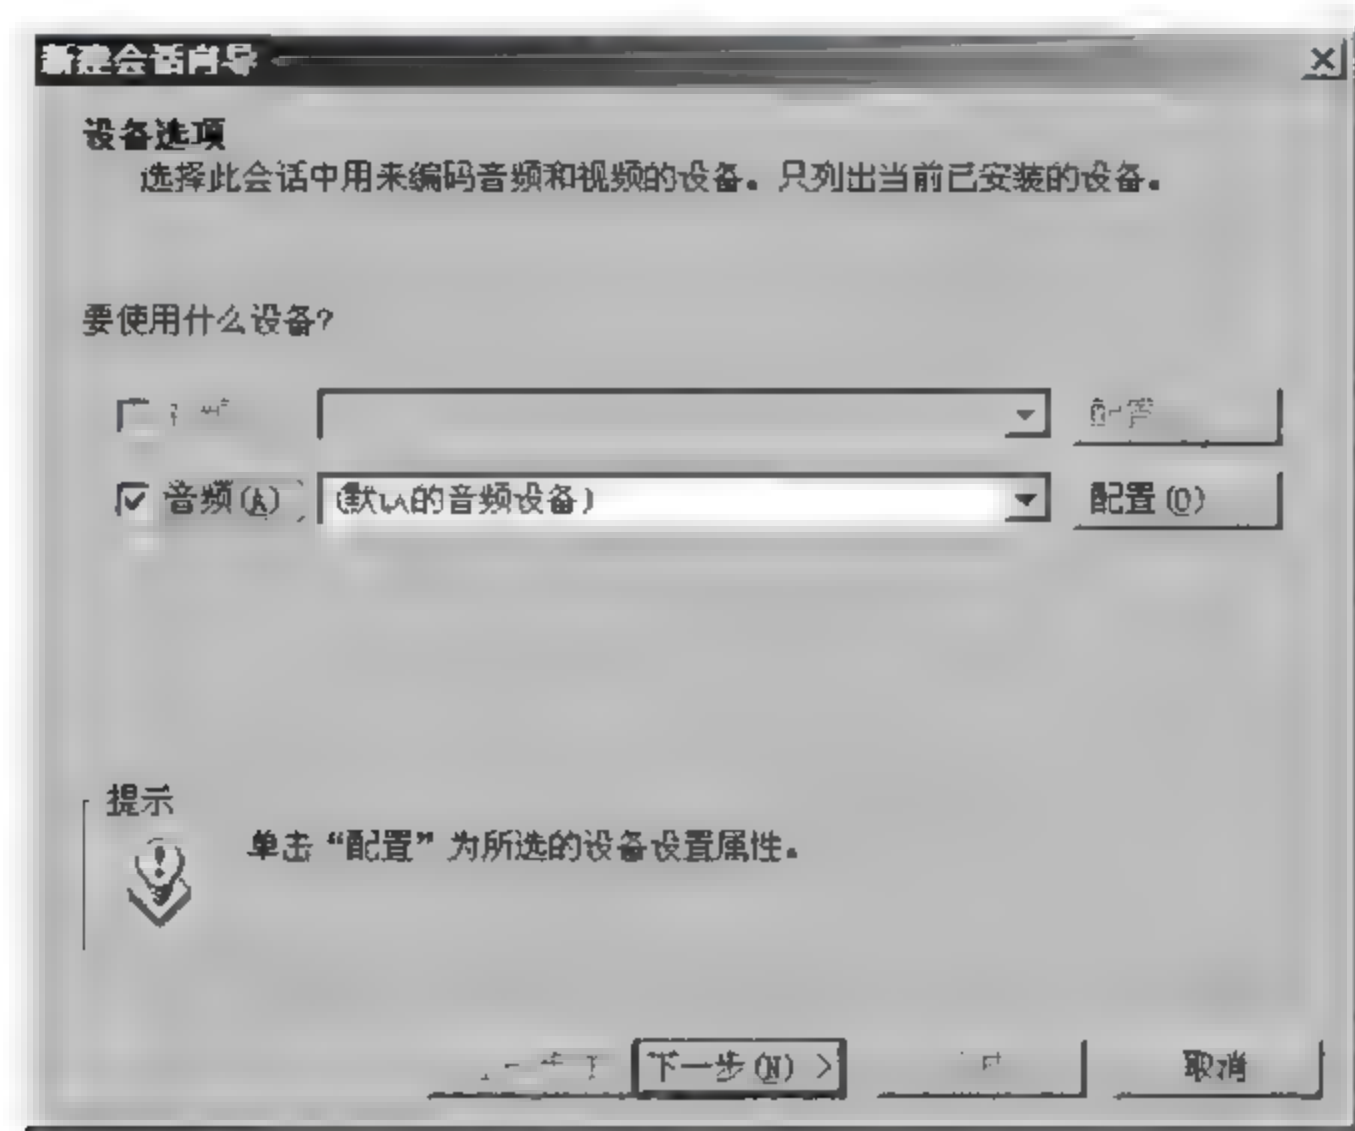 新建会话向导
设备选项
选择此会话中用来编码音频和视频的设备。只列出当前已安装的设备。
要使用什么设备?
音频(A) (默认的音频设备) 配置(O)
提示
单击“配置”为所选的设备设置属性。
下一步(N) > 取消